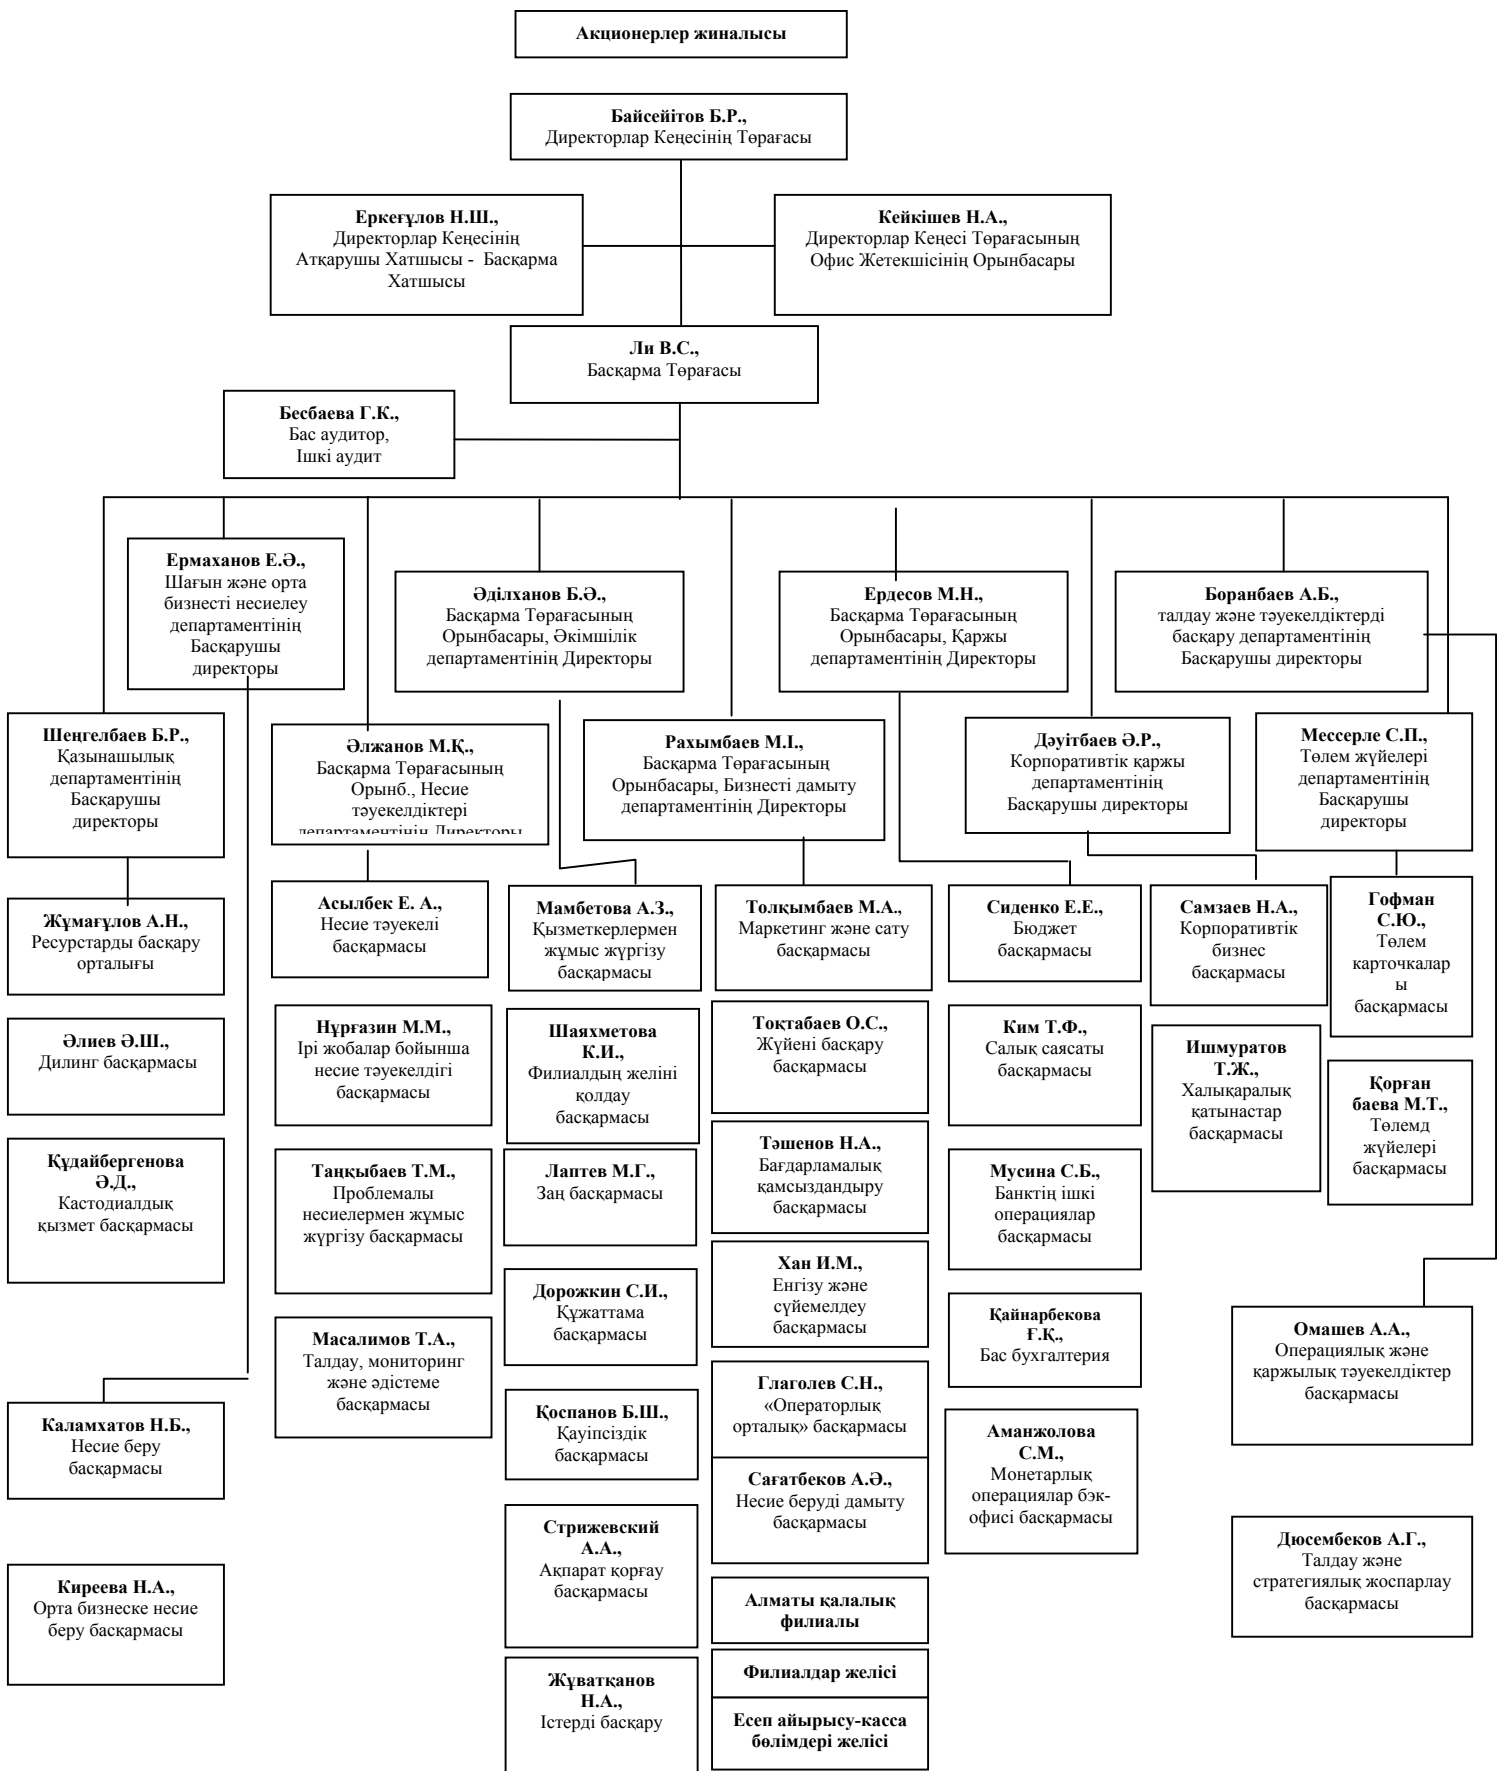 Акционерлер жиналысы
Байсейітов Б.Р.,
Директорлар Кеңесінің Төрағасы
Еркеғұлов Н.Ш.,
Директорлар Кеңесінің
Атқарушы Хатшысы - Басқарма
Хатшысы
Кейкішев Н.А.,
Директорлар Кеңесі Төрағасының
Офис Жетекшісінің Орынбасары
Ли В.С.,
Басқарма Төрағасы
Бесбаева Г.К.,
Бас аудитор,
Ішкі аудит
Ермаханов Е.Ә.,
Шағын және орта
бизнесті несиелеу
департаментінің
Басқарушы
директоры
Әділханов Б.Ә.,
Басқарма Төрағасының
Орынбасары, Әкімшілік
департаментінің Директоры
Ердесов М.Н.,
Басқарма Төрағасының
Орынбасары, Қаржы
департаментінің Директоры
Боранбаев А.Б.,
талдау және тәуекелдіктерді
басқару департаментінің
Басқарушы директоры
Шеңгелбаев Б.Р.,
Қазынашылық
департаментінің
Басқарушы
директоры
Әлжанов М.Қ.,
Басқарма Төрағасының
Орынб., Несие
тәуекелдіктері
департаментінің Директоры
Рахымбаев М.І.,
Басқарма Төрағасының
Орынбасары, Бизнесті дамыту
департаментінің Директоры
Дәуітбаев Ә.Р.,
Корпоративтік қаржы
департаментінің
Басқарушы директоры
Мессерле С.П.,
Төлем жүйелері
департаментінің
Басқарушы
директоры
Жұмағұлов А.Н.,
Ресурстарды басқару
орталығы
Әлиев Ә.Ш.,
Дилинг басқармасы
Құдайбергенова
Ә.Д.,
Кастодиалдық
қызмет басқармасы
Каламхатов Н.Б.,
Несие беру
басқармасы
Киреева Н.А.,
Орта бизнеске несие
беру басқармасы
Асылбек Е. А.,
Несие тәуекелі
басқармасы
Нұрғазин М.М.,
Ірі жобалар бойынша
несие тәуекелдігі
басқармасы
Таңқыбаев Т.М.,
Проблемалы
несиелермен жұмыс
жүргізу басқармасы
Масалимов Т.А.,
Талдау, мониторинг
және әдістеме
басқармасы
Мамбетова А.З.,
Қызметкерлермен
жұмыс жүргізу
басқармасы
Шаяхметова
К.И.,
Филиалдың желіні
қолдау
басқармасы
Лаптев М.Г.,
Заң басқармасы
Дорожкин С.И.,
Құжаттама
басқармасы
Қоспанов Б.Ш.,
Қауіпсіздік
басқармасы
Стрижевский
А.А.,
Ақпарат қорғау
басқармасы
Жұватқанов
Н.А.,
Істерді басқару
Толқымбаев М.А.,
Маркетинг және сату
басқармасы
Тоқтабаев О.С.,
Жүйені басқару
басқармасы
Тәшенов Н.А.,
Бағдарламалық
қамсыздандыру
басқармасы
Хан И.М.,
Енгізу және
сүйемелдеу
басқармасы
Глаголев С.Н.,
«Операторлық
орталық» басқармасы
Сағатбеков А.Ә.,
Несие беруді дамыту
басқармасы
Алматы қалалық
филиалы
Филиалдар желісі
Есеп айырысу-касса
бөлімдері желісі
Сиденко Е.Е.,
Бюджет
басқармасы
Ким Т.Ф.,
Салық саясаты
басқармасы
Мусина С.Б.,
Банктің ішкі
операциялар
басқармасы
Қайнарбекова
Ғ.Қ.,
Бас бухгалтерия
Аманжолова
С.М.,
Монетарлық
операциялар бэк-
офисі басқармасы
Самзаев Н.А.,
Корпоративтік
бизнес
басқармасы
Ишмуратов
Т.Ж.,
Халықаралық
қатынастар
басқармасы
Гофман
С.Ю.,
Төлем
карточкалар
ы
басқармасы
Қорған
баева М.Т.,
Төлемд
жүйелері
басқармасы
Омашев А.А.,
Операциялық және
қаржылық тәуекелдіктер
басқармасы
Дюсембеков А.Г.,
Талдау және
стратегиялық жоспарлау
басқармасы